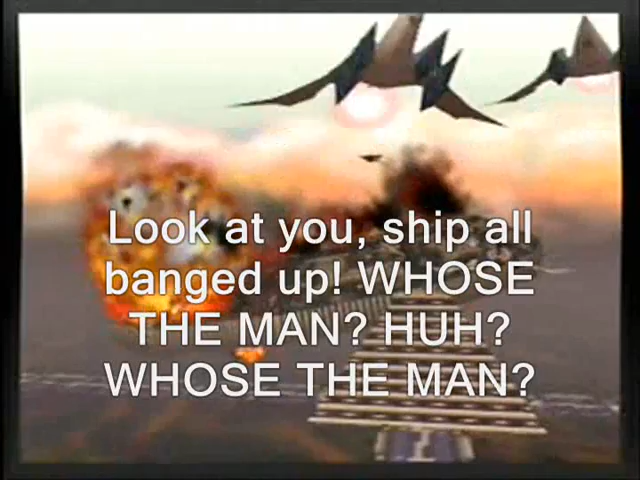 Look at you, ship all
banged up! WHOSE
THE MAN? HUH?
WHOSE THE MAN?